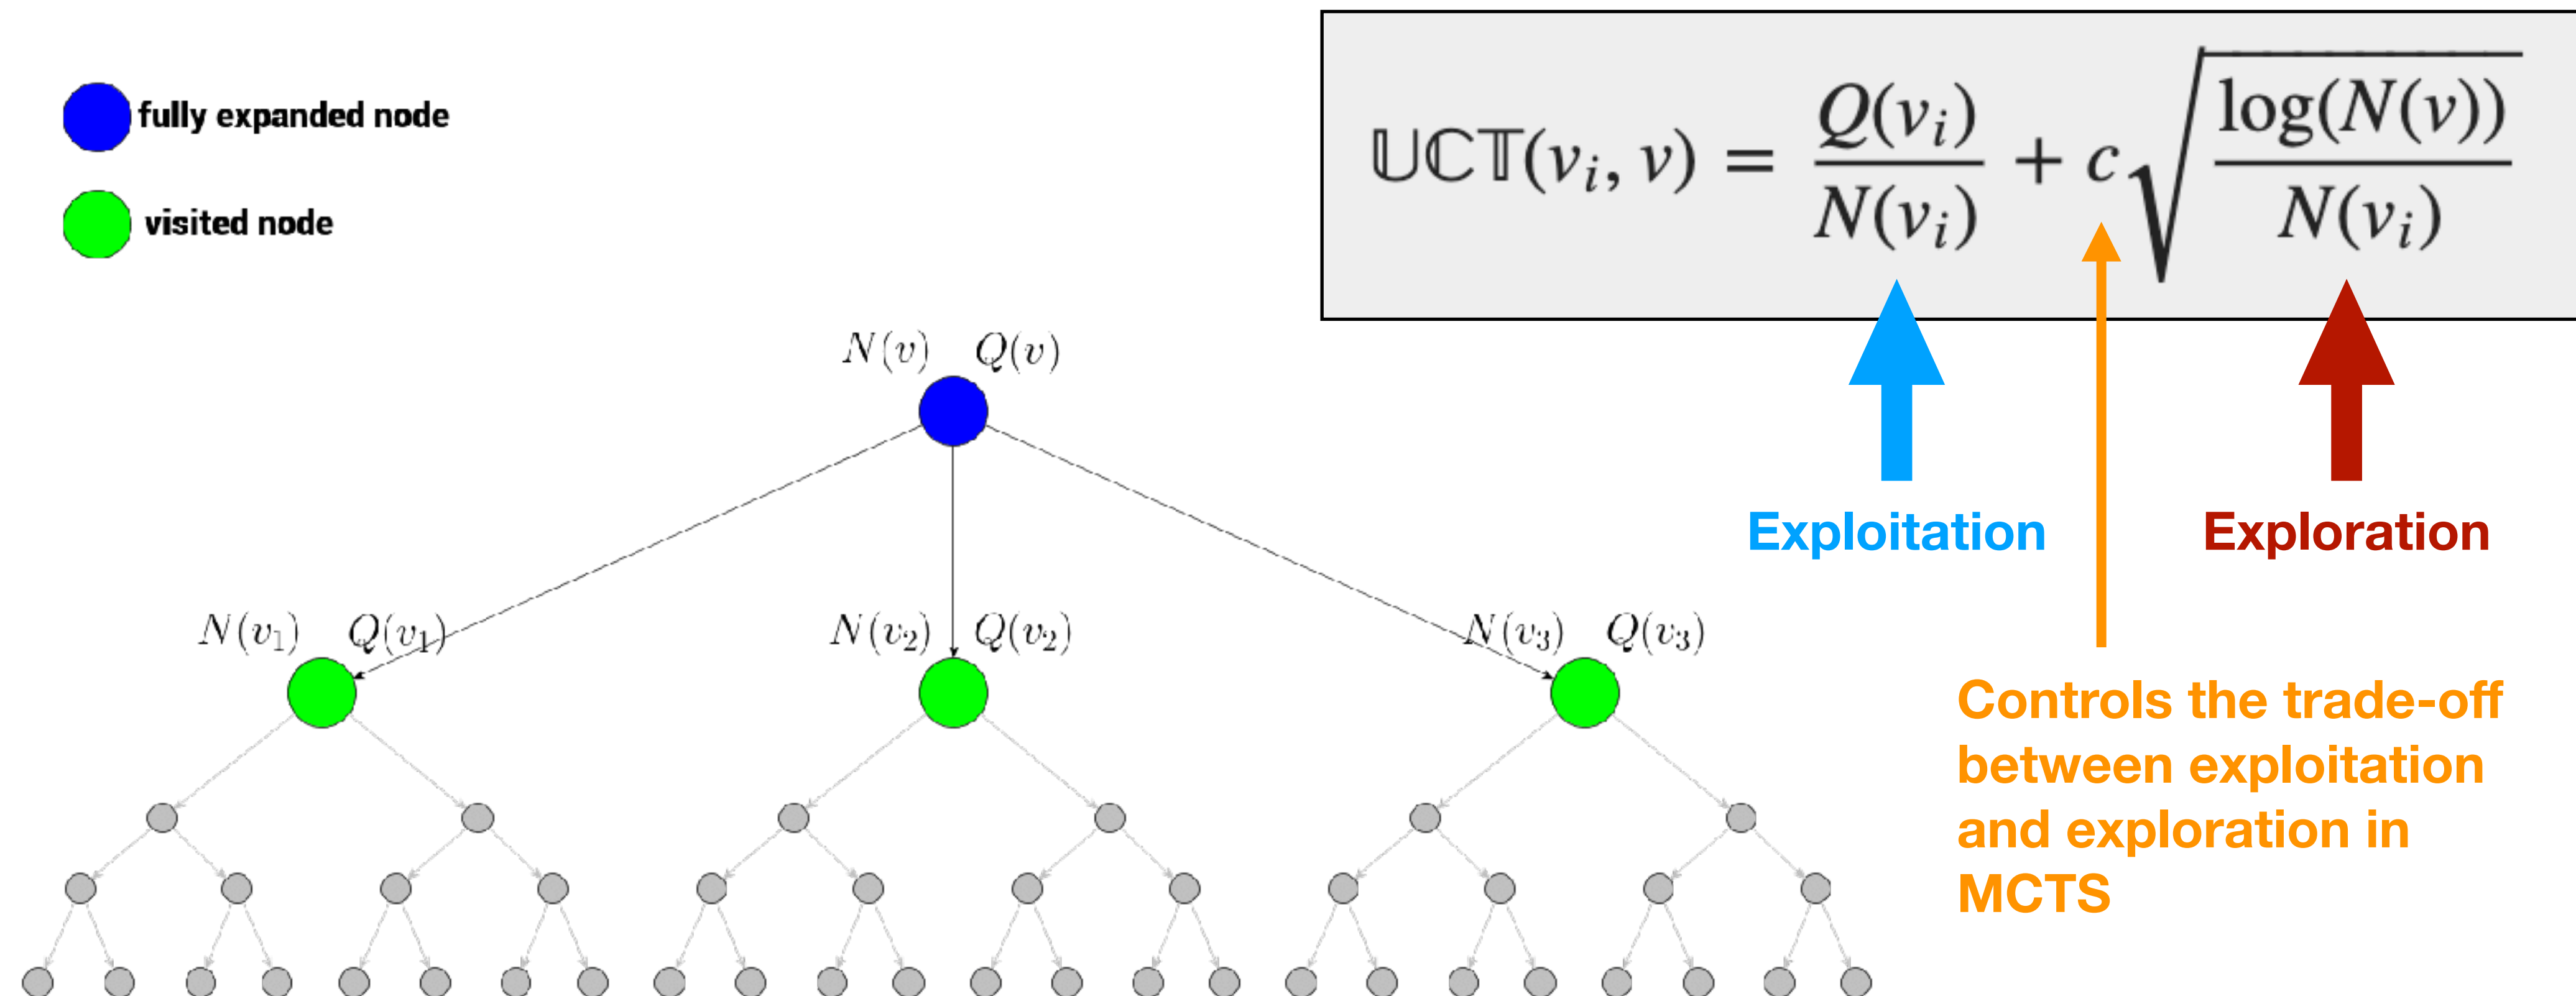 fully expanded node
visited node
𝕌ℂ𝕋(vᵢ, v) = Q(vᵢ)/N(vᵢ) + c√(log(N(v))/N(vᵢ))
N(v) Q(v)
Exploitation
Exploration
N(v₁) Q(v₁)
N(v₂) Q(v₂)
N(v₃) Q(v₃)
Controls the trade-off
between exploitation
and exploration in
MCTS